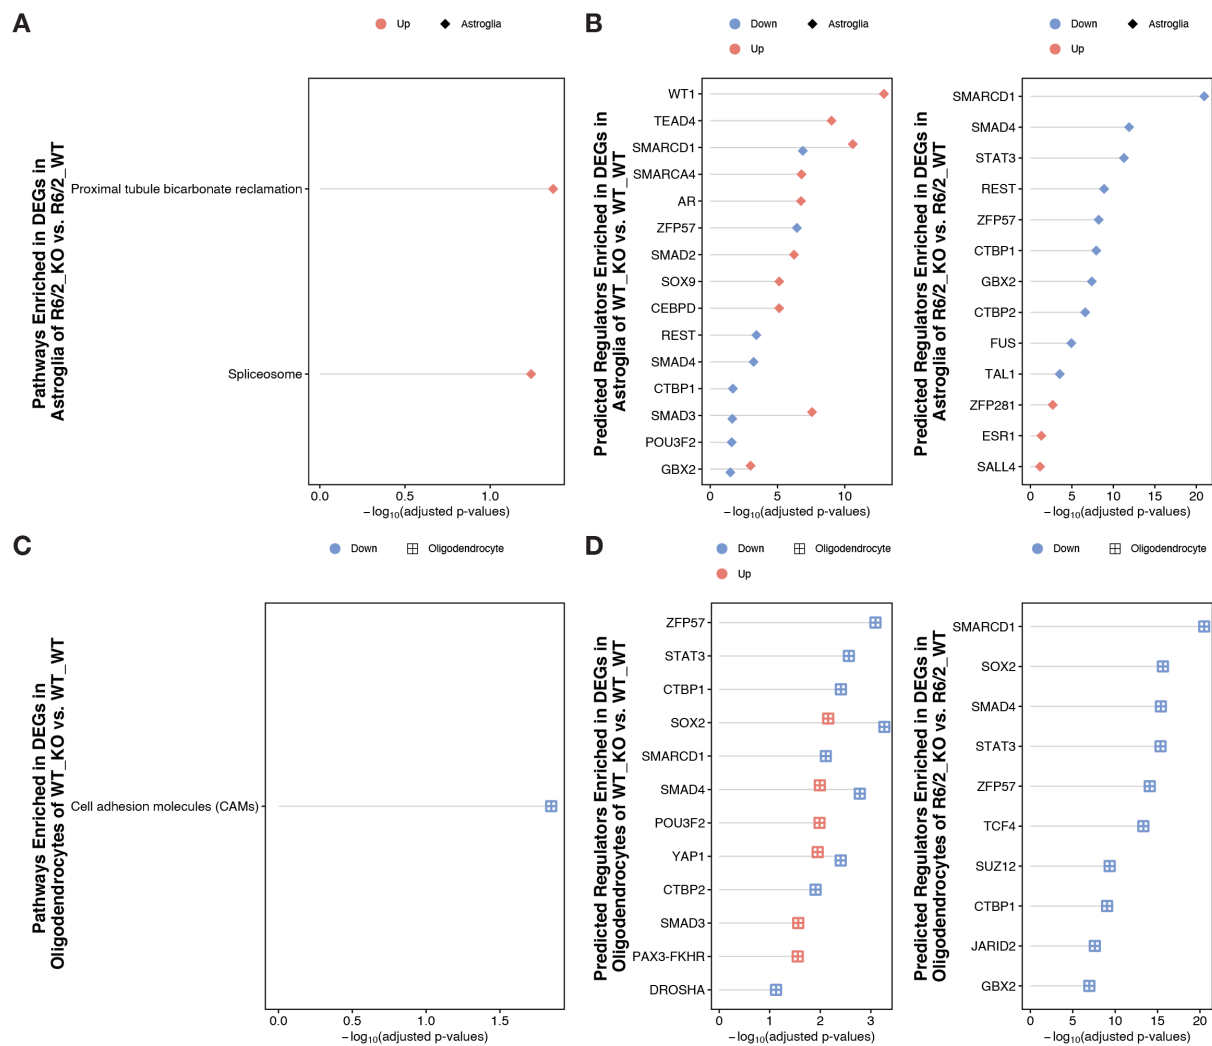 A
Up
Astroglia
Pathways Enriched in DEGs in
Astroglia of R6/2_KO vs. R6/2_WT
Proximal tubule bicarbonate reclamation
Spliceosome
0.0
0.5
1.0
−log10(adjusted p-values)
B
Down
Astroglia
Up
Predicted Regulators Enriched in DEGs in
Astroglia of WT_KO vs. WT_WT
WT1
TEAD4
SMARCD1
SMARCA4
AR
ZFP57
SMAD2
SOX9
CEBPD
REST
SMAD4
CTBP1
SMAD3
POU3F2
GBX2
0
5
10
−log10(adjusted p-values)
Down
Astroglia
Up
Predicted Regulators Enriched in DEGs in
Astroglia of R6/2_KO vs. R6/2_WT
SMARCD1
SMAD4
STAT3
REST
ZFP57
CTBP1
GBX2
CTBP2
FUS
TAL1
ZFP281
ESR1
SALL4
0
5
10
15
20
−log10(adjusted p-values)
C
Down
Oligodendrocyte
Pathways Enriched in DEGs in
Oligodendrocytes of WT_KO vs. WT_WT
Cell adhesion molecules (CAMs)
0.0
0.5
1.0
1.5
−log10(adjusted p-values)
D
Down
Oligodendrocyte
Up
Predicted Regulators Enriched in DEGs in
Oligodendrocytes of WT_KO vs. WT_WT
ZFP57
STAT3
CTBP1
SOX2
SMARCD1
SMAD4
POU3F2
YAP1
CTBP2
SMAD3
PAX3-FKHR
DROSHA
0
1
2
3
−log10(adjusted p-values)
Down
Oligodendrocyte
Predicted Regulators Enriched in DEGs in
Oligodendrocytes of R6/2_KO vs. R6/2_WT
SMARCD1
SOX2
SMAD4
STAT3
ZFP57
TCF4
SUZ12
CTBP1
JARID2
GBX2
0
5
10
15
20
−log10(adjusted p-values)